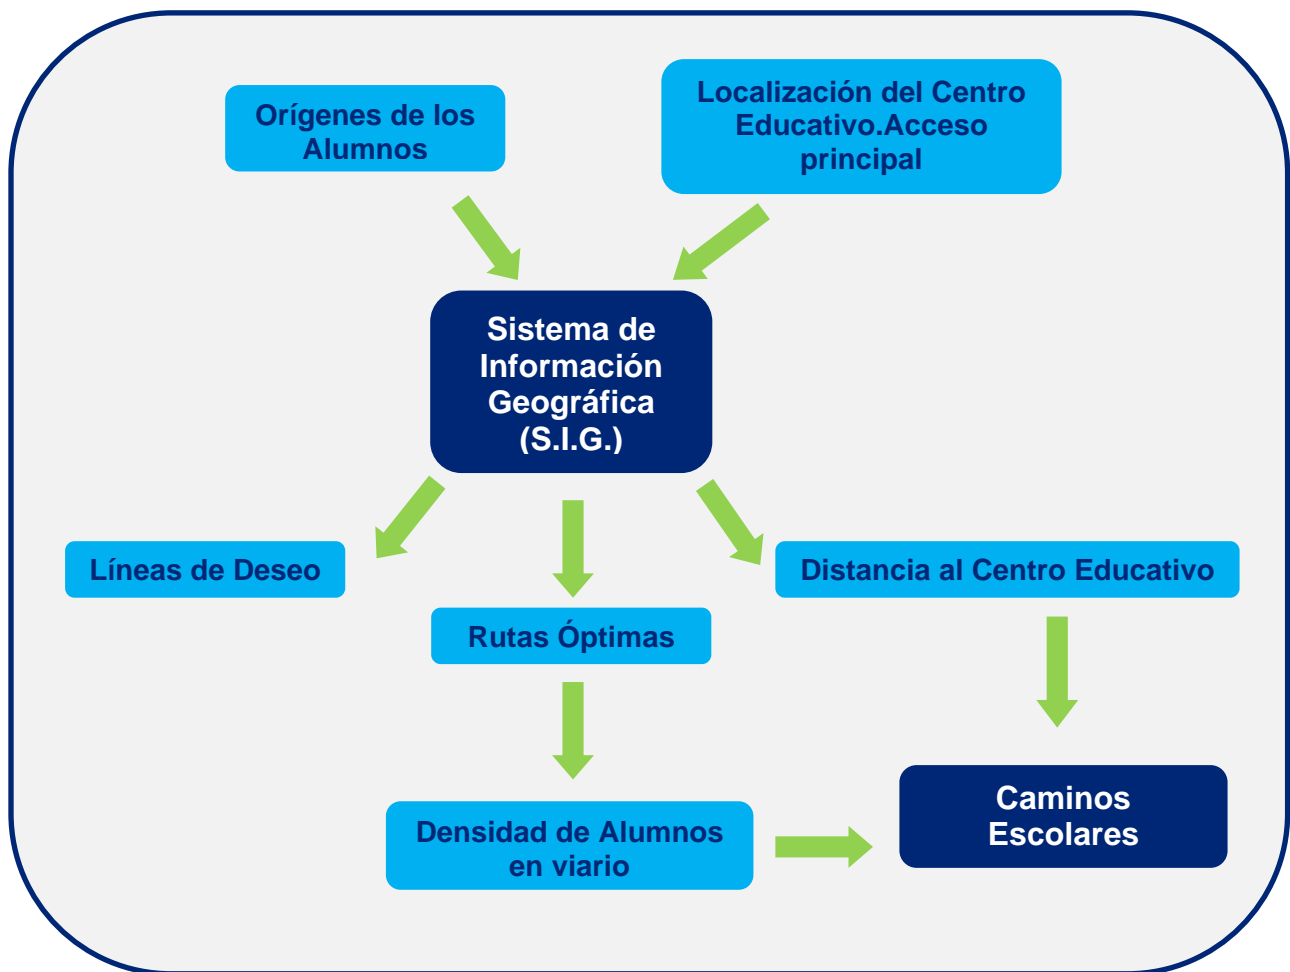 Orígenes de los
Alumnos
Localización del Centro
Educativo.Acceso
principal
Sistema de
Información
Geográfica
(S.I.G.)
Líneas de Deseo
Distancia al Centro Educativo
Rutas Óptimas
Densidad de Alumnos
en viario
Caminos
Escolares